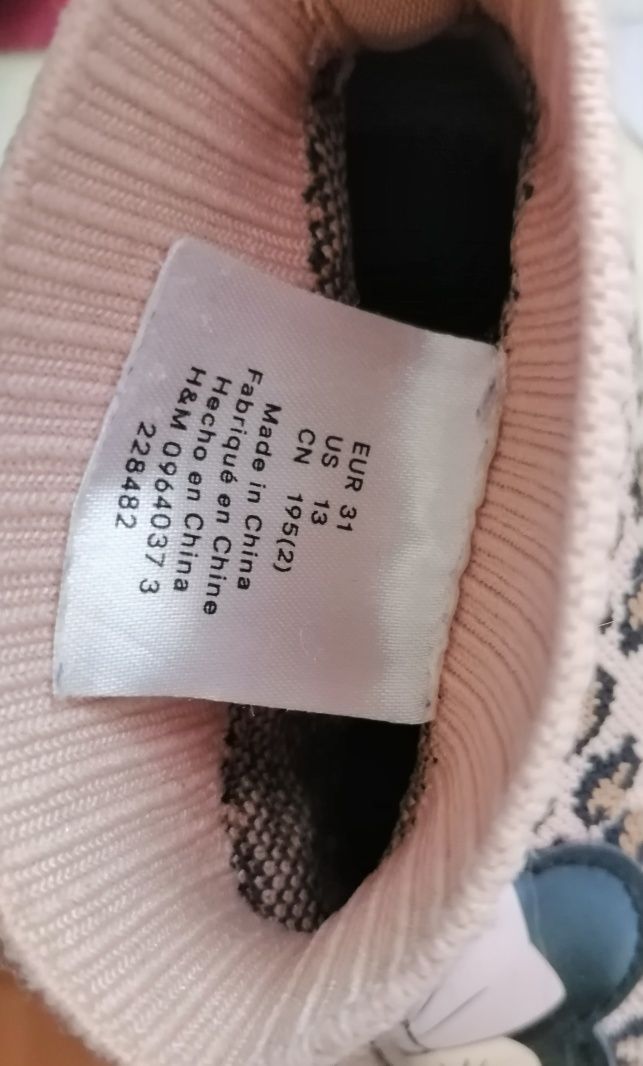 EUR 31
US 13
CN 195(2)
Made in China
Fabriqué en Chine
Hecho en China
H&M 0964037 3
228482